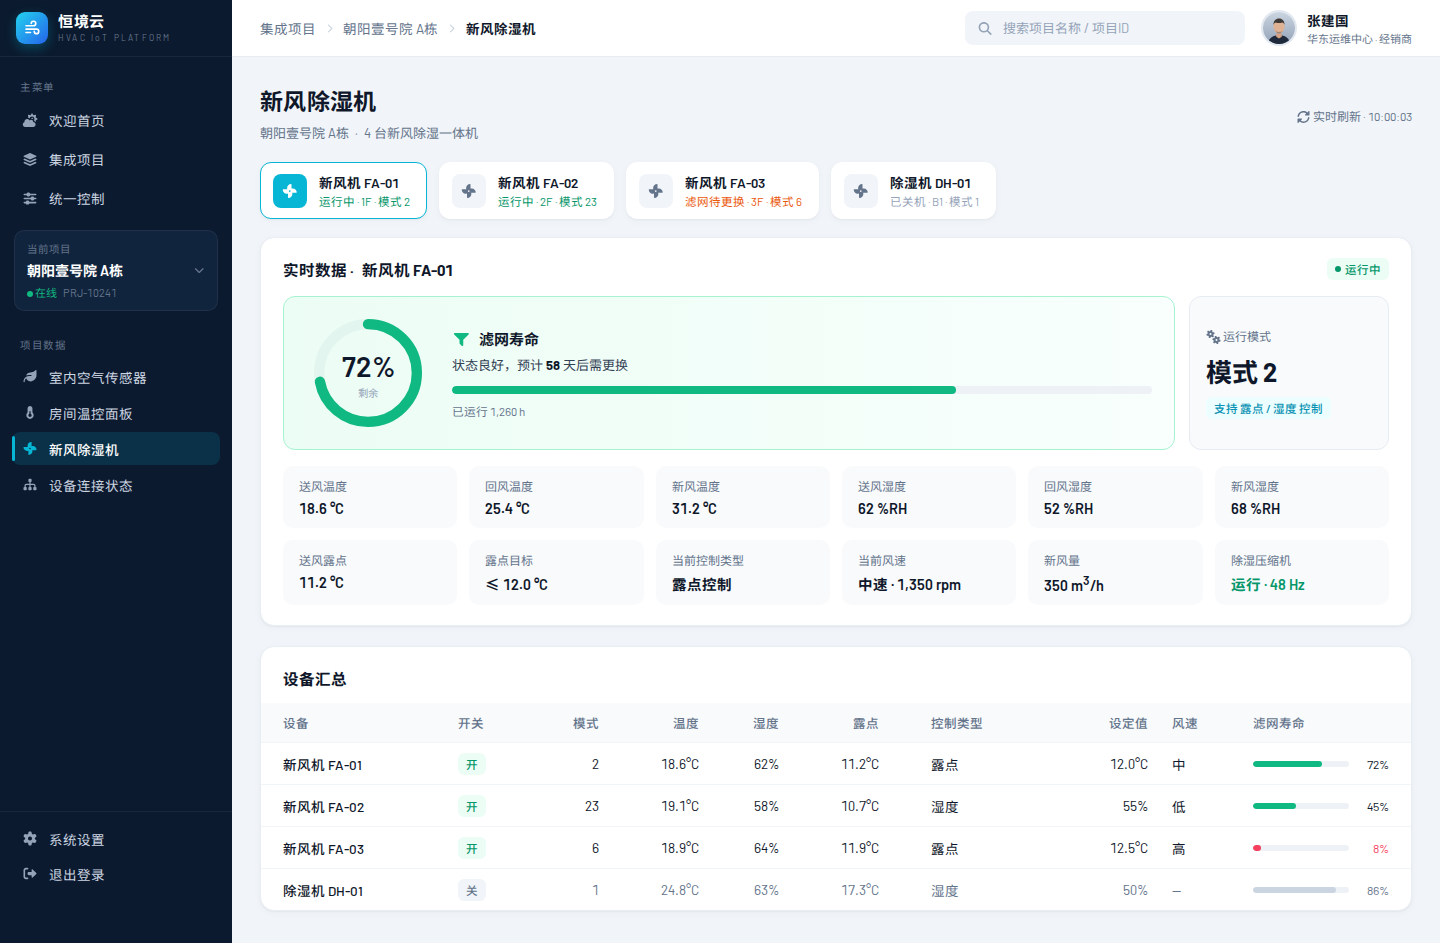 恒境云
HVAC IoT PLATFORM
主菜单
欢迎首页
集成项目
统一控制
当前项目
朝阳壹号院 A栋
在线 PRJ-10241
项目数据
室内空气传感器
房间温控面板
新风除湿机
设备连接状态
系统设置
退出登录
集成项目 > 朝阳壹号院 A栋 > 新风除湿机
搜索项目名称 / 项目ID
张建国
华东运维中心 · 经销商
新风除湿机
朝阳壹号院 A栋 · 4 台新风除湿一体机
实时刷新 · 10:00:03
新风机 FA-01
运行中 · 1F · 模式 2
新风机 FA-02
运行中 · 2F · 模式 23
新风机 FA-03
滤网待更换 · 3F · 模式 6
除湿机 DH-01
已关机 · B1 · 模式 1
实时数据 · 新风机 FA-01
运行中
72%
剩余
滤网寿命
状态良好，预计 58 天后需更换
已运行 1,260 h
运行模式
模式 2
支持 露点 / 湿度 控制
送风温度
18.6 °C
回风温度
25.4 °C
新风温度
31.2 °C
送风湿度
62 %RH
回风湿度
52 %RH
新风湿度
68 %RH
送风露点
11.2 °C
露点目标
≤ 12.0 °C
当前控制类型
露点控制
当前风速
中速 · 1,350 rpm
新风量
350 m³/h
除湿压缩机
运行 · 48 Hz
设备汇总
设备 开关 模式 温度 湿度 露点 控制类型 设定值 风速 滤网寿命
新风机 FA-01 开 2 18.6°C 62% 11.2°C 露点 12.0°C 中 72%
新风机 FA-02 开 23 19.1°C 58% 10.7°C 湿度 55% 低 45%
新风机 FA-03 开 6 18.9°C 64% 11.9°C 露点 12.5°C 高 8%
除湿机 DH-01 关 1 24.8°C 63% 17.3°C 湿度 50% — 86%